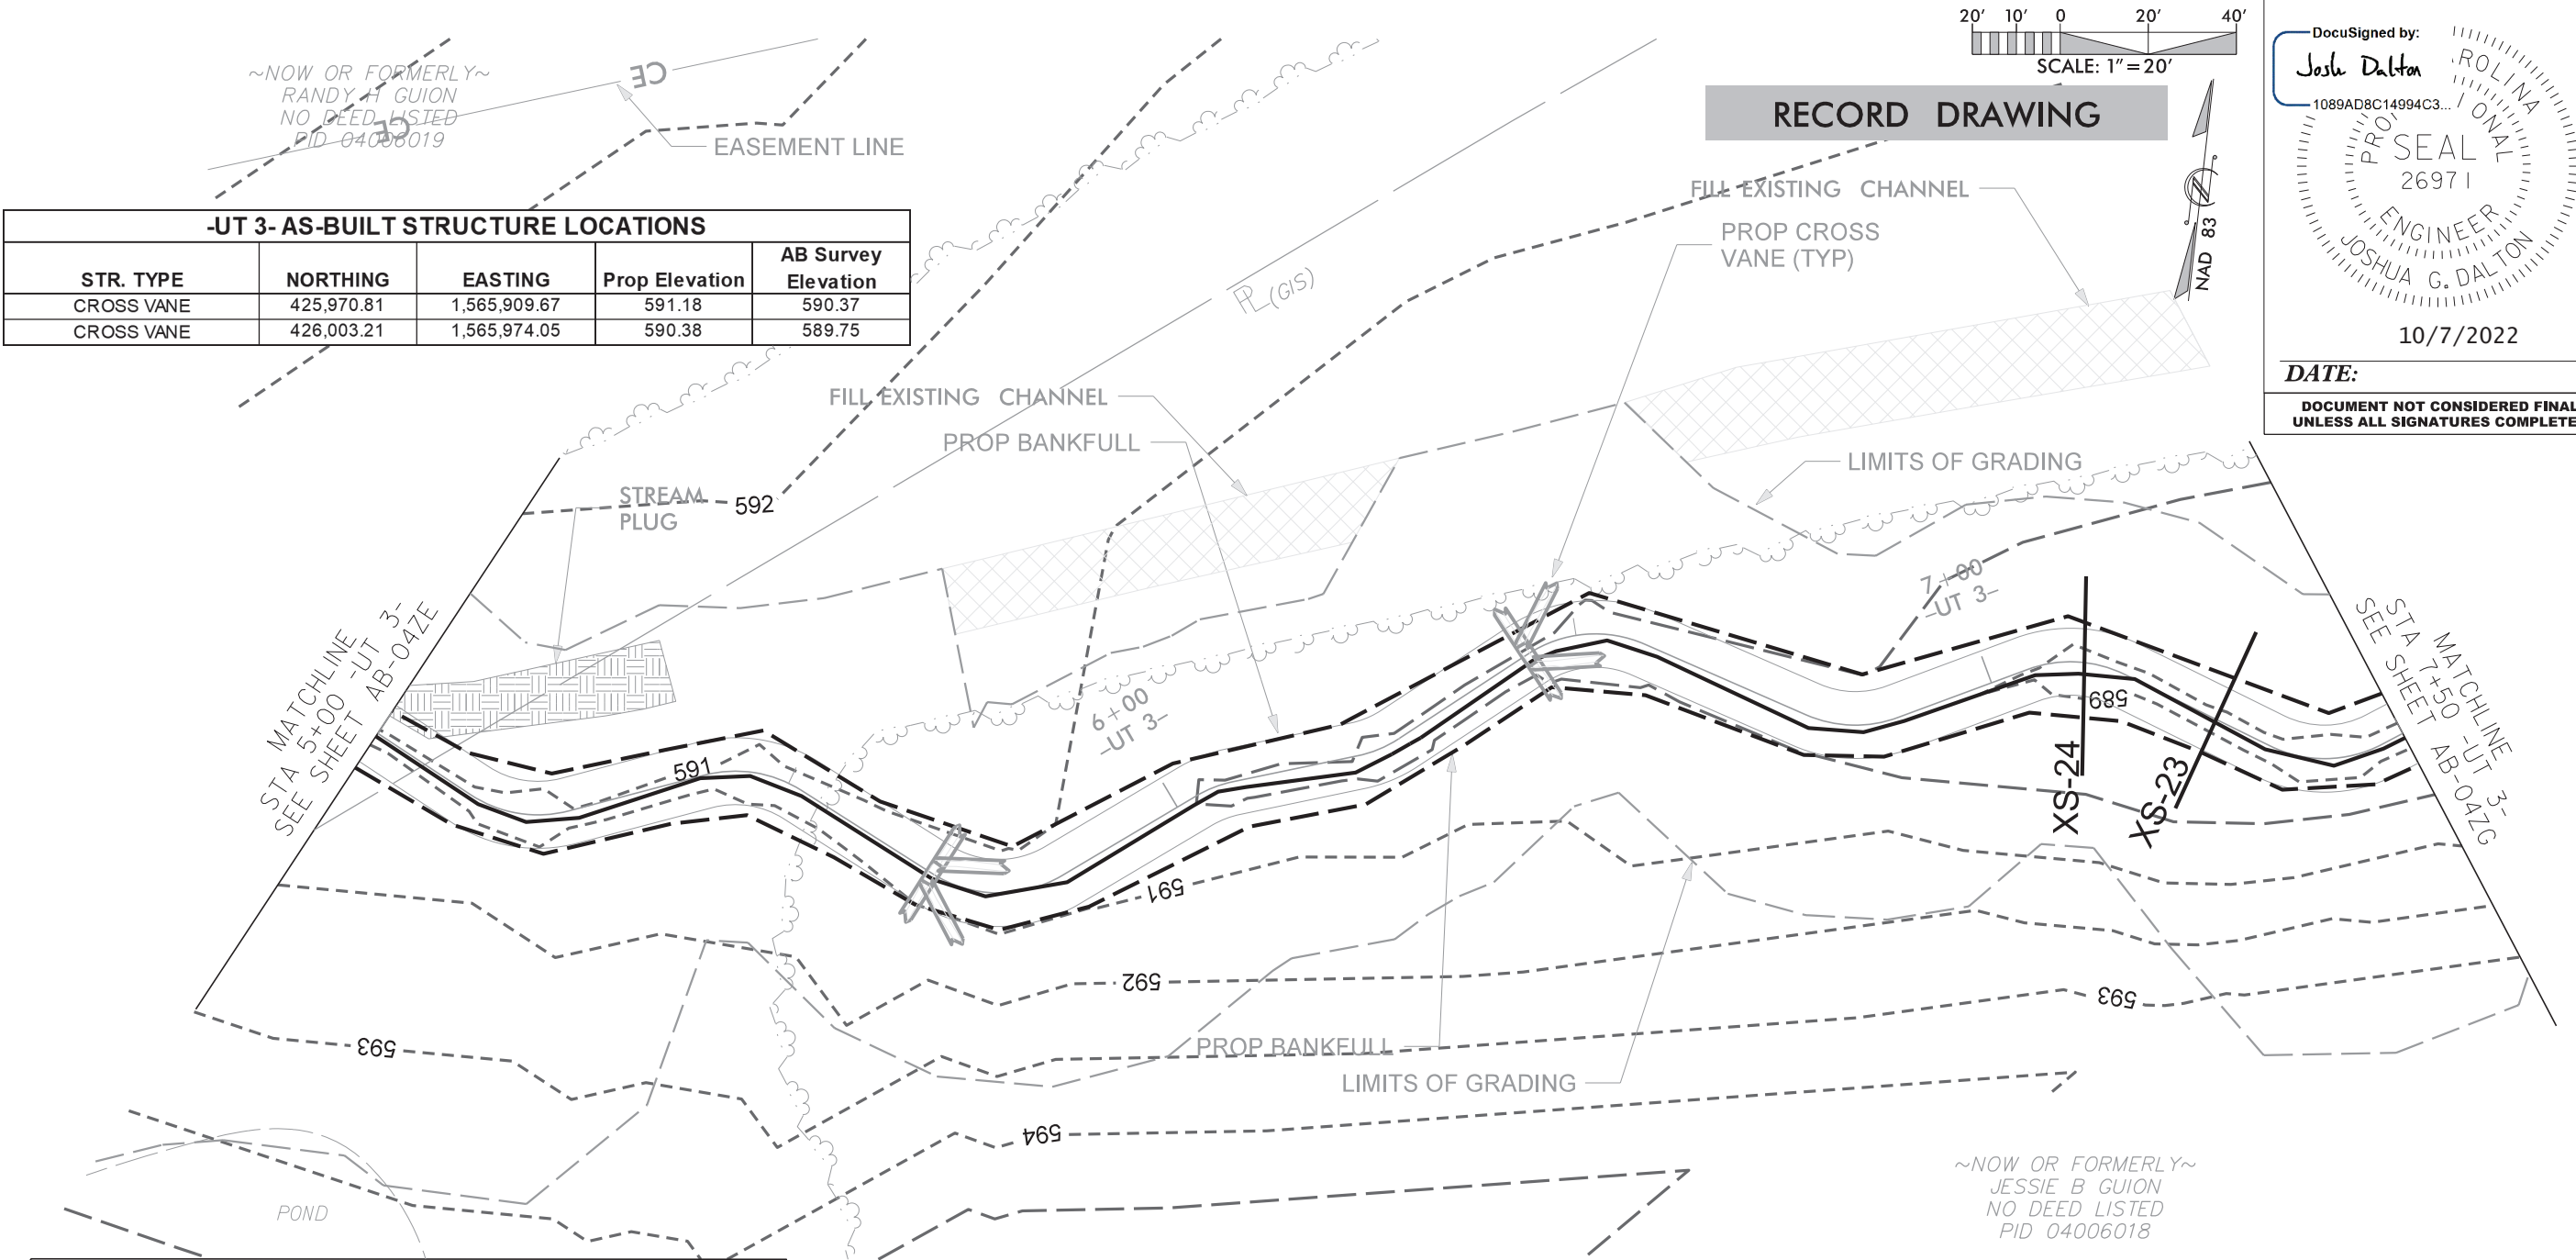 20' 10' 0 20' 40'
SCALE: 1"=20'
RECORD DRAWING
NAD 83
DocuSigned by:
Josh Dalton
1089AD8C14994C3...
SEAL
26971
ENGINEER
JOSHUA G. DALTON
10/7/2022
DATE:
DOCUMENT NOT CONSIDERED FINAL
UNLESS ALL SIGNATURES COMPLETE
~NOW OR FORMERLY~
RANDY H GUION
NO DEED LISTED
PID 04006019
CE
CE
EASEMENT LINE
-UT 3- AS-BUILT STRUCTURE LOCATIONS
STR. TYPE NORTHING EASTING Prop Elevation AB Survey Elevation
CROSS VANE 425,970.81 1,565,909.67 591.18 590.37
CROSS VANE 426,003.21 1,565,974.05 590.38 589.75
FILL EXISTING CHANNEL
PROP CROSS
VANE (TYP)
PL (GIS)
FILL EXISTING CHANNEL
PROP BANKFULL
LIMITS OF GRADING
STREAM
PLUG
592
MATCHLINE
STA 5+00 -UT 3-
SEE SHEET AB-04ZE
591
6+00
-UT 3-
7+00
-UT 3-
589
XS-24
XS-23
MATCHLINE
STA 7+50 -UT 3-
SEE SHEET AB-04ZG
591
592
593
593
PROP BANKFULL
LIMITS OF GRADING
594
POND
~NOW OR FORMERLY~
JESSIE B GUION
NO DEED LISTED
PID 04006018